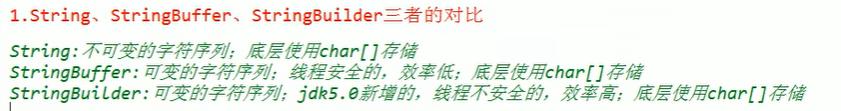 1.String、StringBuffer、StringBuilder三者的对比
String:不可变的字符序列；底层使用char[]存储
StringBuffer:可变的字符序列；线程安全的，效率低；底层使用char[]存储
StringBuilder:可变的字符序列；jdk5.0新增的，线程不安全的，效率高；底层使用char[]存储